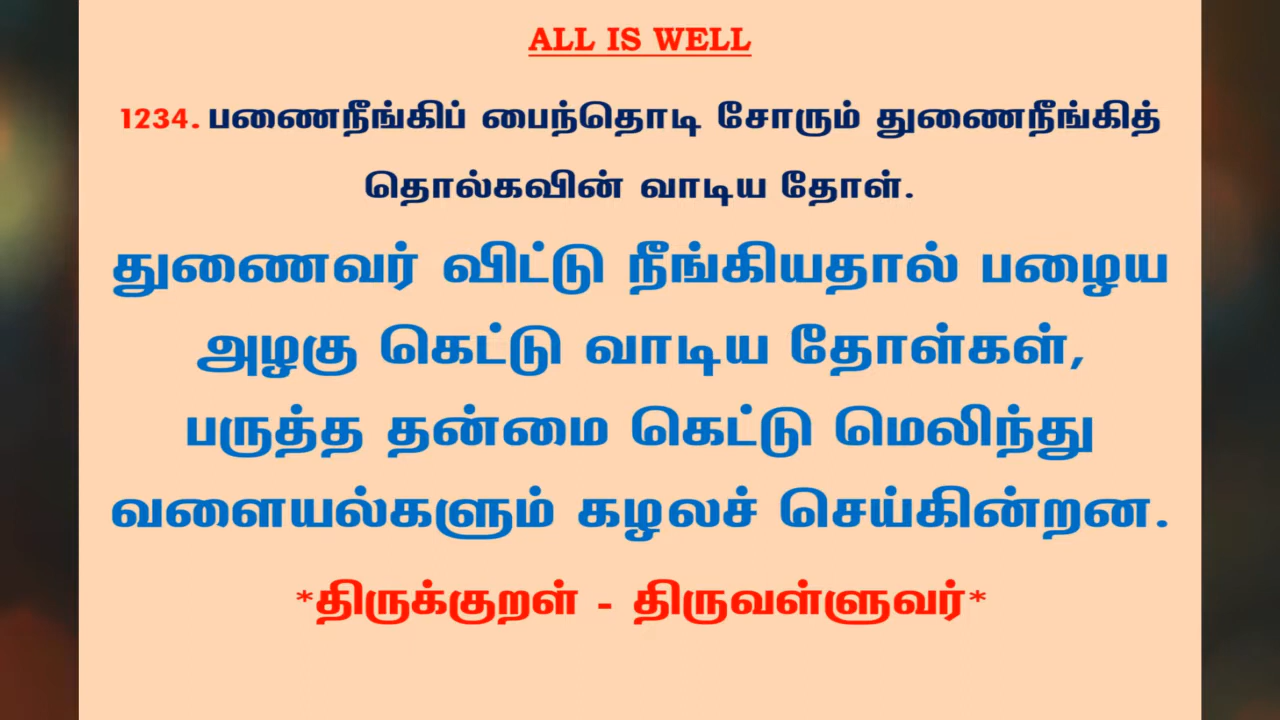 ALL IS WELL
1234. பணைநீங்கிப் பைந்தொடி சோரும் துணைநீங்கித்
தொல்கவின் வாடிய தோள்.
துணைவர் விட்டு நீங்கியதால் பழைய
அழகு கெட்டு வாடிய தோள்கள்,
பருத்த தன்மை கெட்டு மெலிந்து
வளையல்களும் கழலச் செய்கின்றன.
*திருக்குறள் - திருவள்ளுவர்*